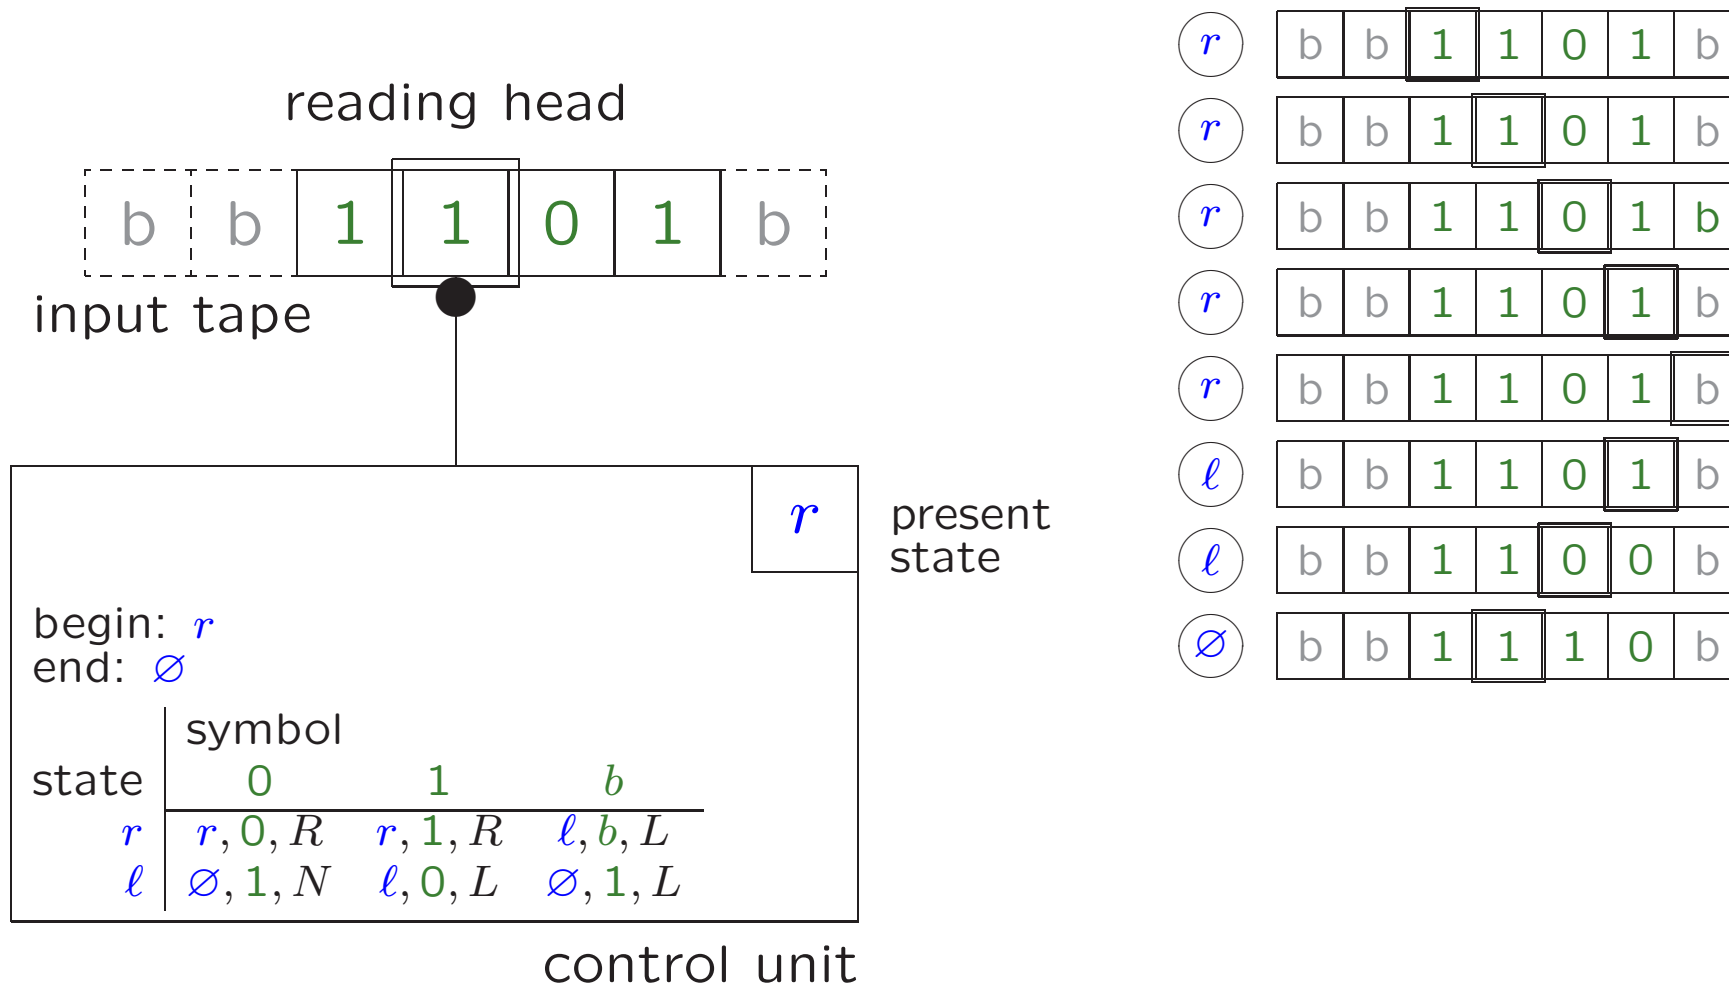 reading head
b b 1 1 0 1 b
input tape
r
present
state
begin: r
end: ∅
symbol
state 0 1 b
r r, 0, R r, 1, R ℓ, b, L
ℓ ∅, 1, N ℓ, 0, L ∅, 1, L
control unit
r b b 1 1 0 1 b
r b b 1 1 0 1 b
r b b 1 1 0 1 b
r b b 1 1 0 1 b
r b b 1 1 0 1 b
ℓ b b 1 1 0 1 b
ℓ b b 1 1 0 0 b
∅ b b 1 1 1 0 b